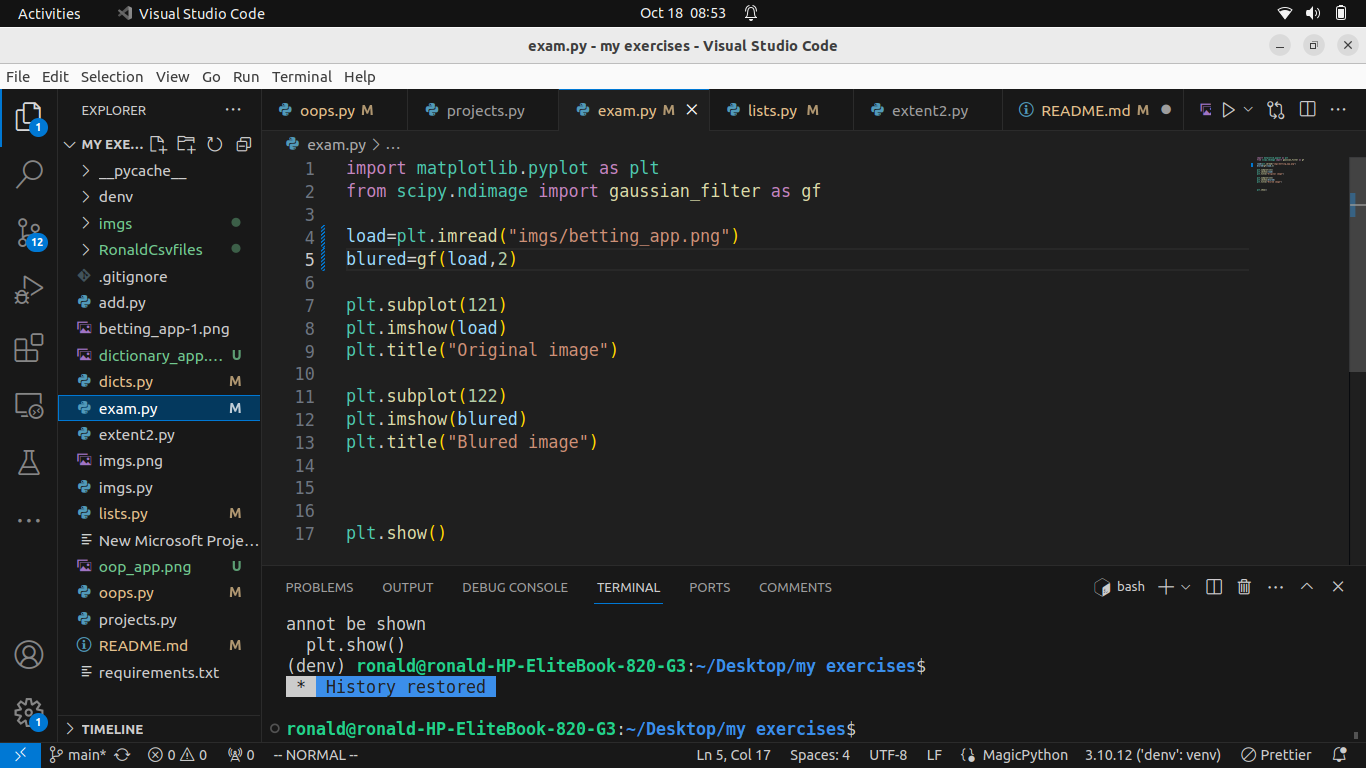 Activities
Visual Studio Code
Oct 18 08:53
exam.py - my exercises - Visual Studio Code
File Edit Selection View Go Run Terminal Help
EXPLORER
MY EXE...
__pycache__
denv
imgs
RonaldCsvfiles
.gitignore
add.py
betting_app-1.png
dictionary_app.... U
dicts.py M
exam.py M
extent2.py
imgs.png
imgs.py
lists.py M
New Microsoft Proje...
oop_app.png U
oops.py M
projects.py
README.md M
requirements.txt
TIMELINE
1
12
1
oops.py M
projects.py
exam.py M
lists.py M
extent2.py
README.md M
exam.py > ...
1 import matplotlib.pyplot as plt
2 from scipy.ndimage import gaussian_filter as gf
3
4 load=plt.imread("imgs/betting_app.png")
5 blured=gf(load,2)
6
7 plt.subplot(121)
8 plt.imshow(load)
9 plt.title("Original image")
10
11 plt.subplot(122)
12 plt.imshow(blured)
13 plt.title("Blured image")
14
15
16
17 plt.show()
PROBLEMS OUTPUT DEBUG CONSOLE TERMINAL PORTS COMMENTS
bash
annot be shown
plt.show()
(denv) ronald@ronald-HP-EliteBook-820-G3:~/Desktop/my exercises$
* History restored
ronald@ronald-HP-EliteBook-820-G3:~/Desktop/my exercises$
main* 0 0 0 -- NORMAL -- Ln 5, Col 17 Spaces: 4 UTF-8 LF MagicPython 3.10.12 ('denv': venv) Prettier